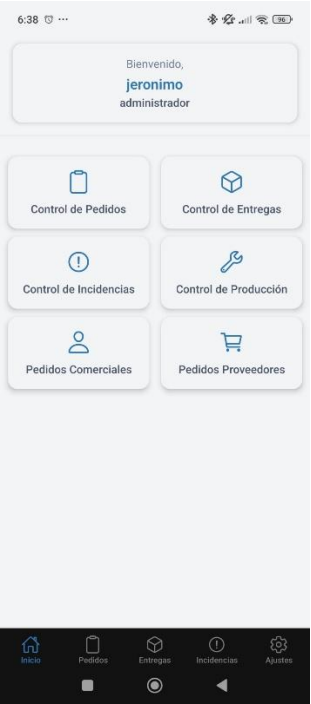 6:38
96
Bienvenido,
jeronimo
administrador
Control de Pedidos
Control de Entregas
Control de Incidencias
Control de Producción
Pedidos Comerciales
Pedidos Proveedores
Inicio
Pedidos
Entregas
Incidencias
Ajustes